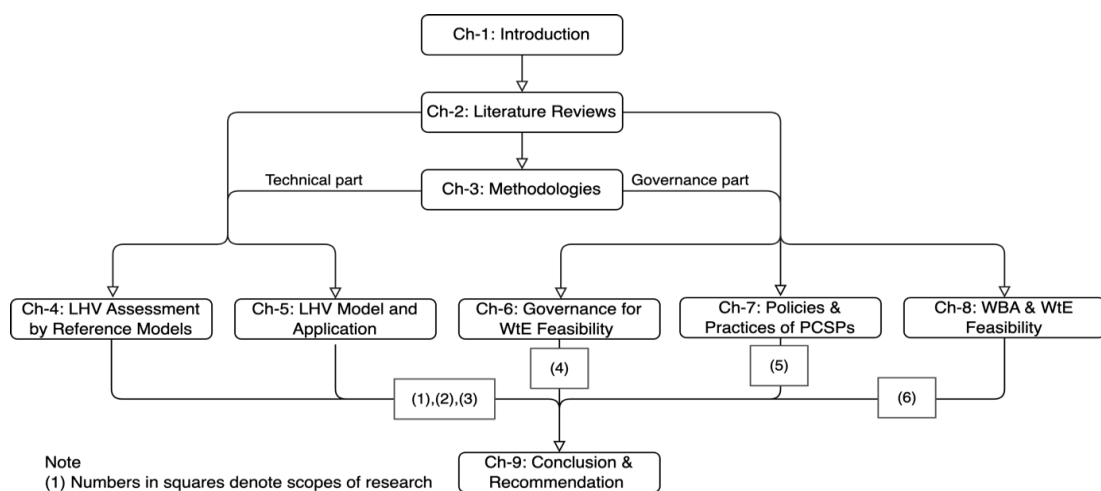 Ch-1: Introduction
Ch-2: Literature Reviews
Technical part
Ch-3: Methodologies
Governance part
Ch-4: LHV Assessment
by Reference Models
Ch-5: LHV Model and
Application
Ch-6: Governance for
WtE Feasibility
Ch-7: Policies &
Practices of PCSPs
Ch-8: WBA & WtE
Feasibility
(4)
(5)
(1),(2),(3)
(6)
Ch-9: Conclusion &
Recommendation
Note
(1) Numbers in squares denote scopes of research